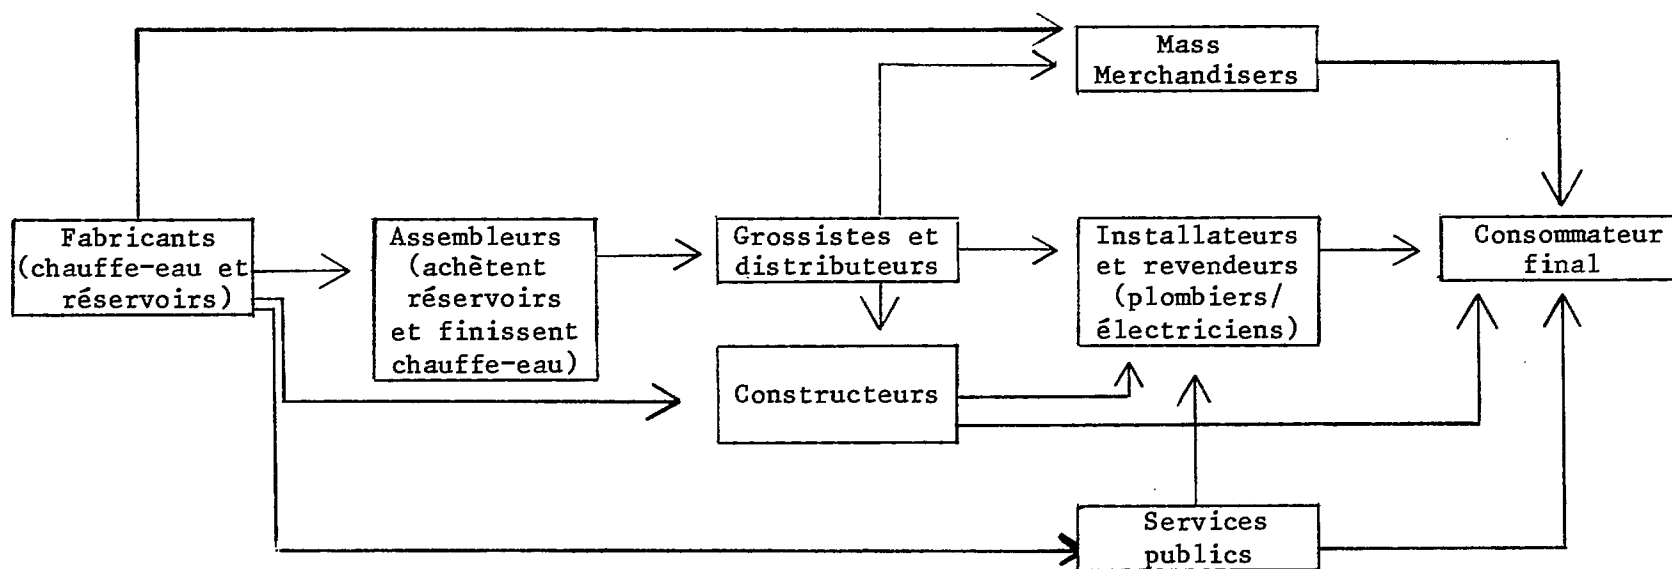 Mass
Merchandisers
Fabricants
(chauffe-eau et
réservoirs)
Assembleurs
(achètent
réservoirs
et finissent
chauffe-eau)
Grossistes et
distributeurs
Installateurs
et revendeurs
(plombiers/
électriciens)
Consommateur
final
Constructeurs
Services
publics